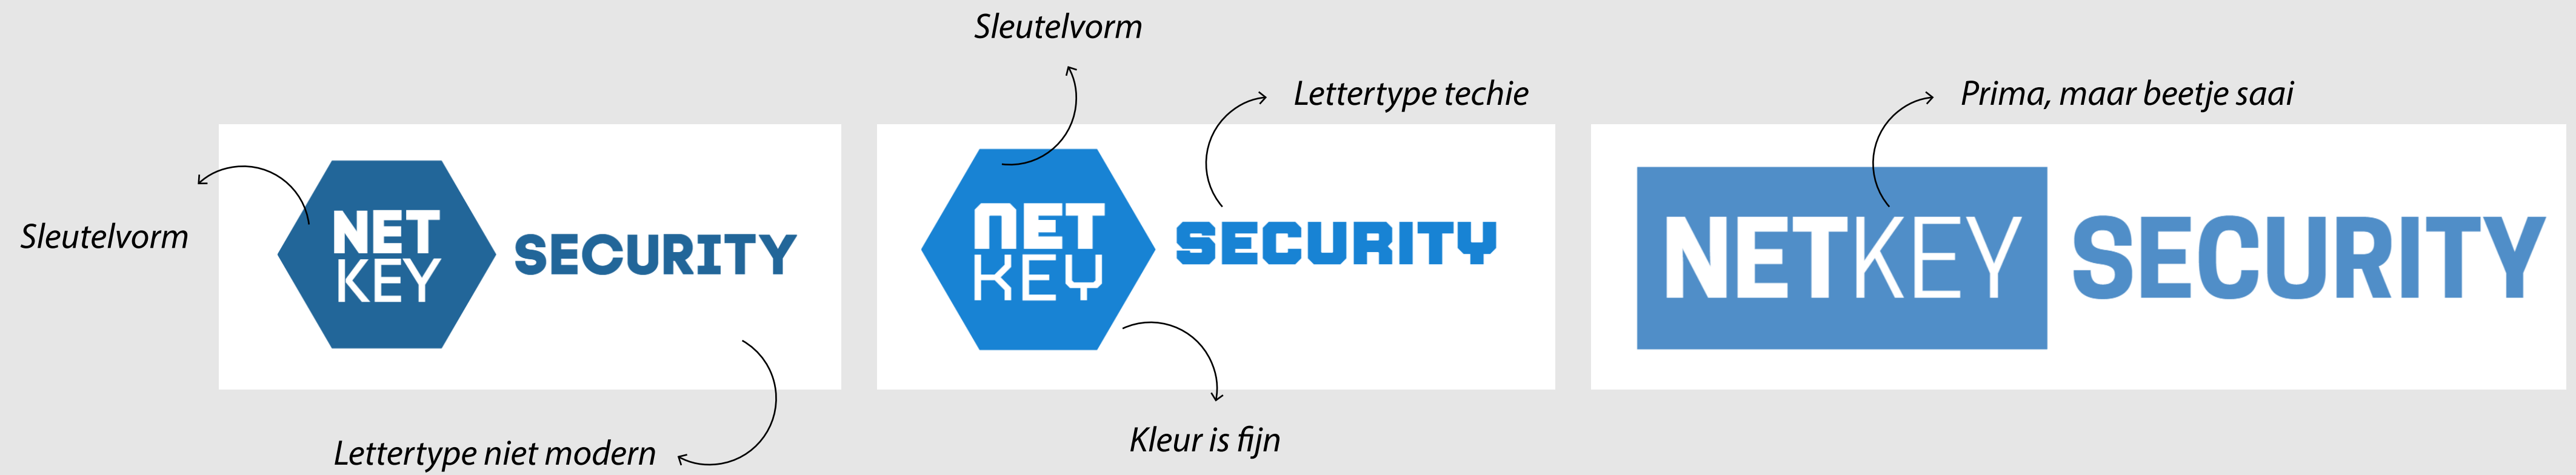 Sleutelvorm
Lettertype techie
Prima, maar beetje saai
Sleutelvorm
NET
KEY
SECURITY
NET
KEY
SECURITY
NETKEY SECURITY
Lettertype niet modern
Kleur is fijn